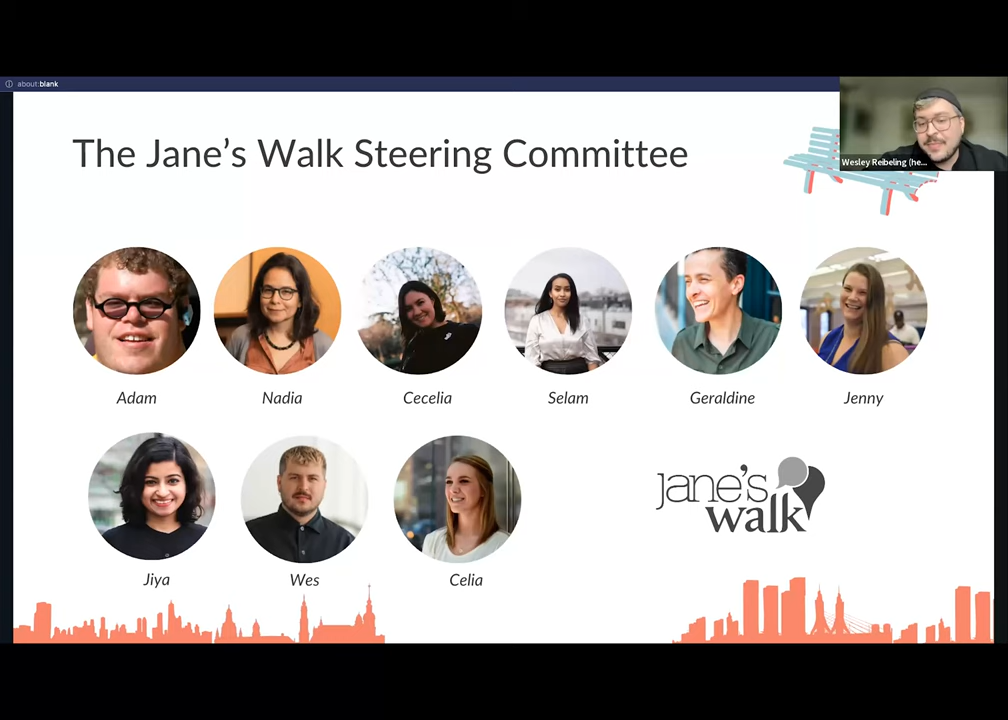 about:blank
The Jane's Walk Steering Committee
Wesley Reibeling (he...
Adam
Nadia
Cecelia
Selam
Geraldine
Jenny
jane's
walk
Jiya
Wes
Celia